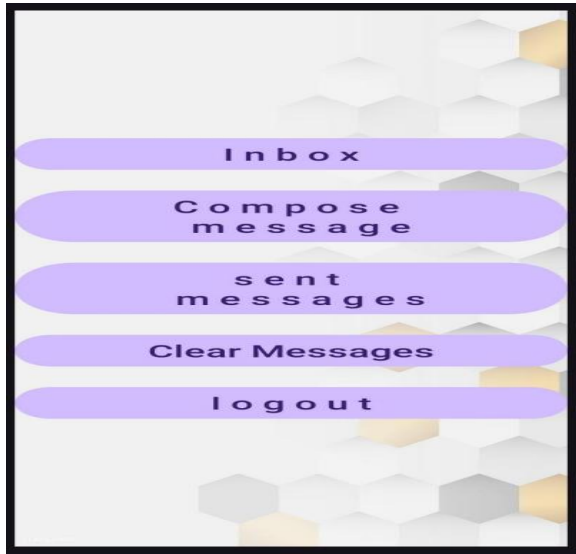 Inbox
Compose
message
sent
messages
Clear Messages
logout